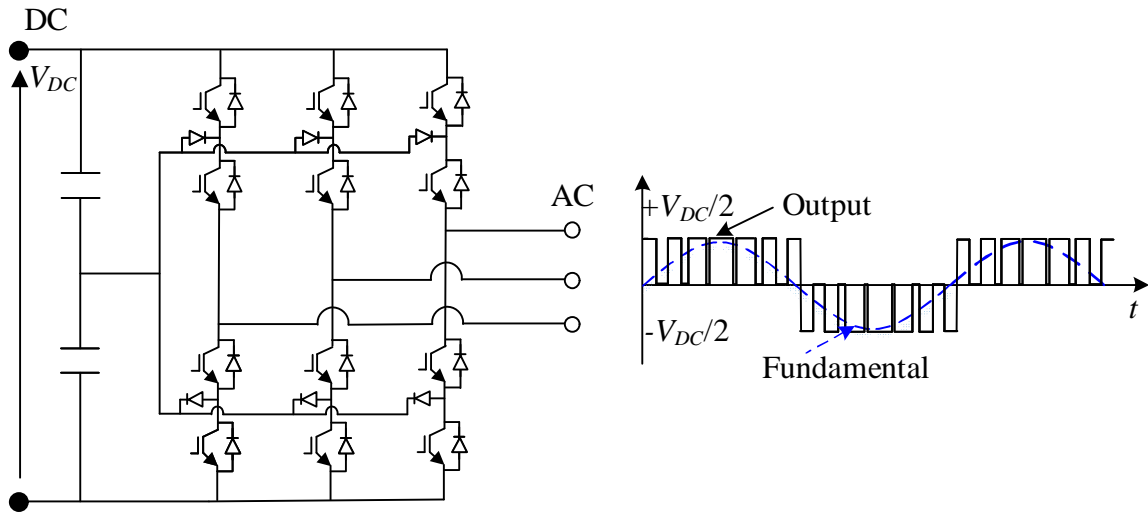 DC
V_DC
AC
+V_DC/2
Output
-V_DC/2
t
Fundamental